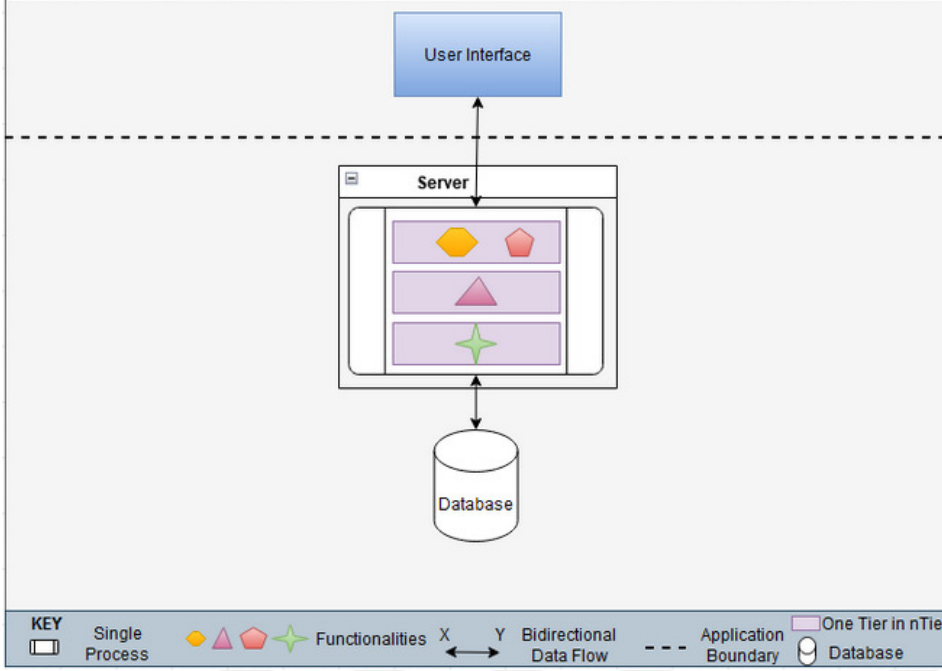 User Interface
Server
Database
KEY
Single
Process
Functionalities
X Y
Bidirectional
Data Flow
Application
Boundary
One Tier in nTie
Database